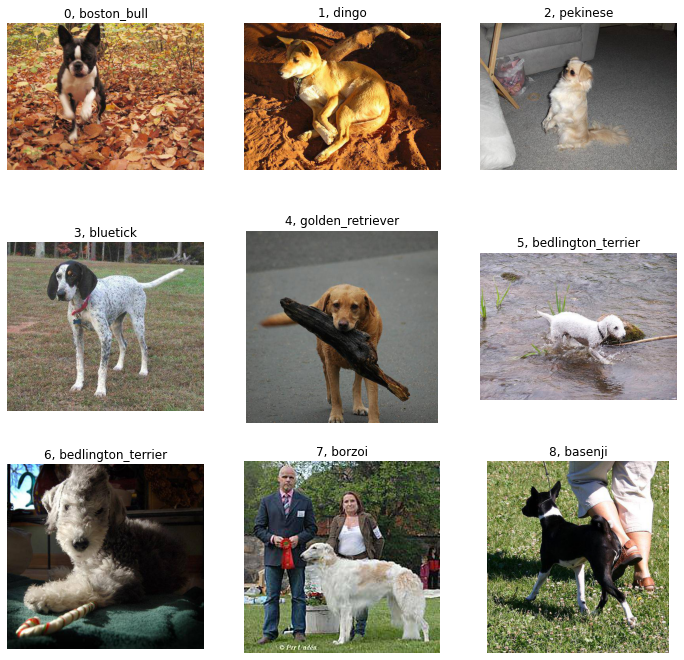 0, boston_bull
1, dingo
2, pekinese
3, bluetick
4, golden_retriever
5, bedlington_terrier
6, bedlington_terrier
7, borzoi
8, basenji